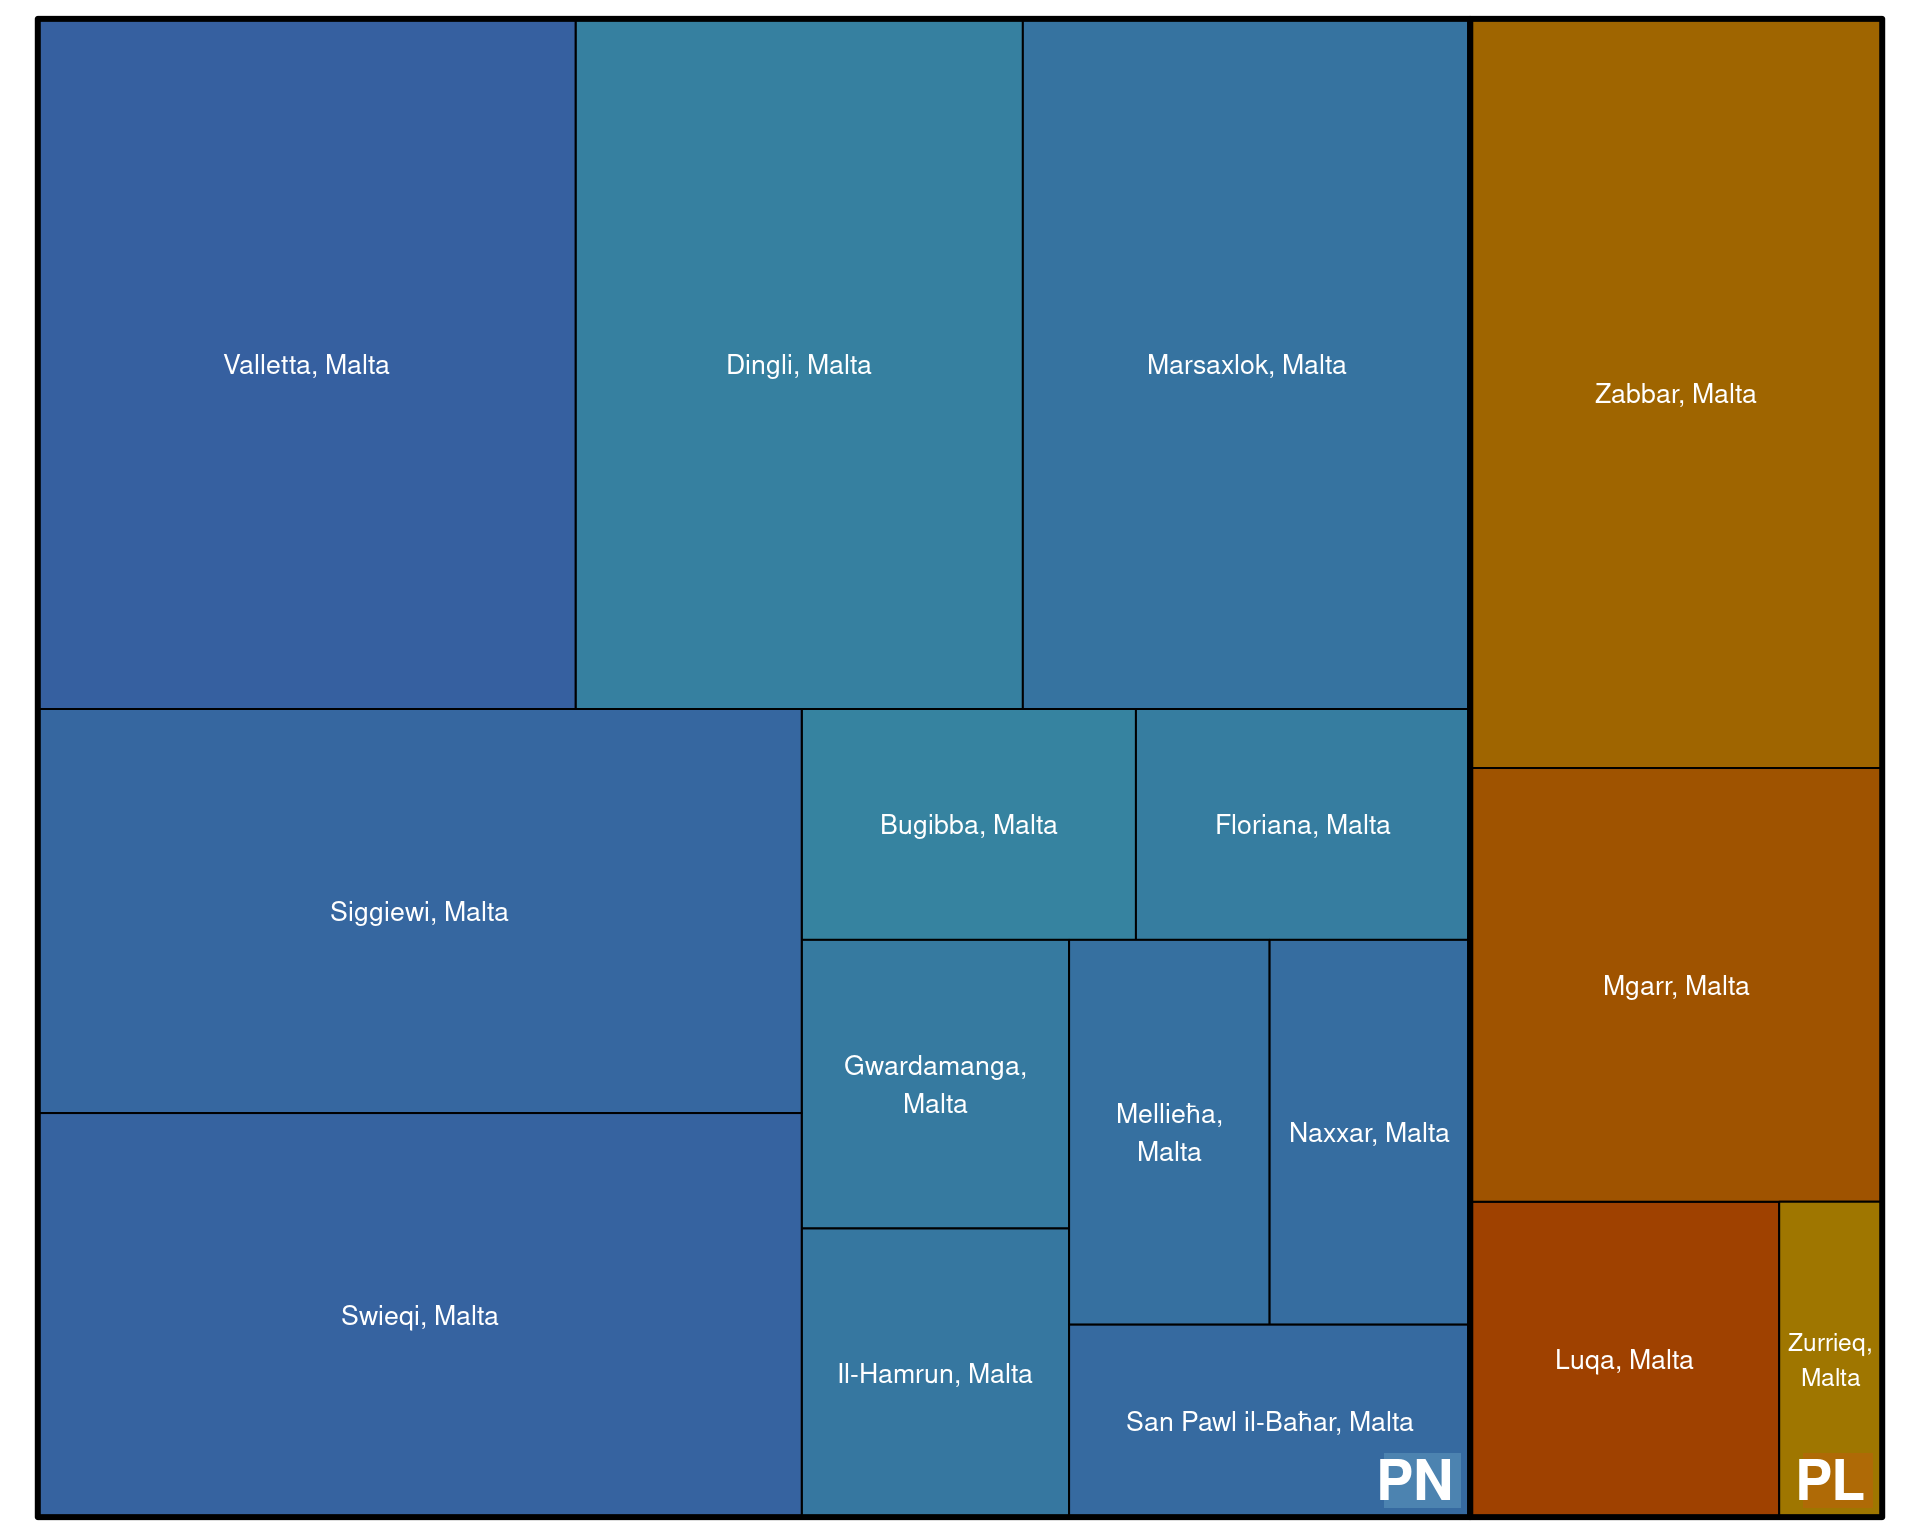 Valletta, Malta
Dingli, Malta
Marsaxlok, Malta
Zabbar, Malta
Siggiewi, Malta
Bugibba, Malta
Floriana, Malta
Mgarr, Malta
Gwardamanga,
Malta
Mellieħa,
Malta
Naxxar, Malta
Swieqi, Malta
Il-Hamrun, Malta
San Pawl il-Baħar, Malta
PN
Luqa, Malta
Zurrieq,
Malta
PL